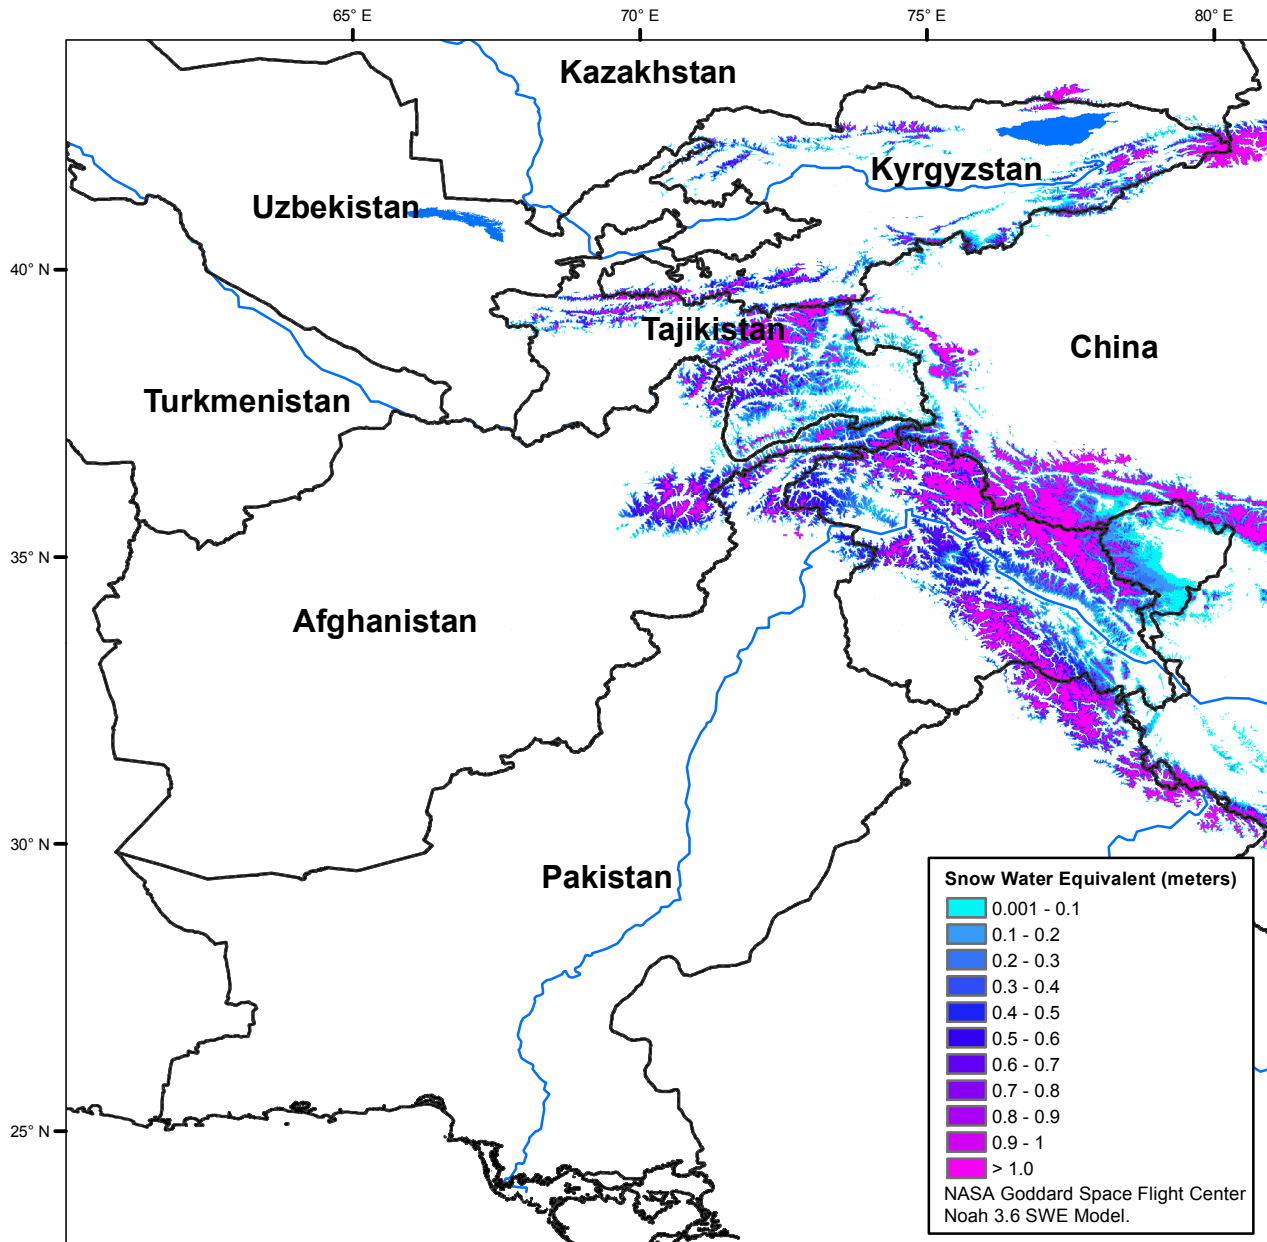 65° E
70° E
75° E
80° E
Kazakhstan
Kyrgyzstan
Uzbekistan
40° N
Tajikistan
China
Turkmenistan
35° N
Afghanistan
30° N
Pakistan
25° N
Snow Water Equivalent (meters)
0.001 - 0.1
0.1 - 0.2
0.2 - 0.3
0.3 - 0.4
0.4 - 0.5
0.5 - 0.6
0.6 - 0.7
0.7 - 0.8
0.8 - 0.9
0.9 - 1
> 1.0
NASA Goddard Space Flight Center
Noah 3.6 SWE Model.